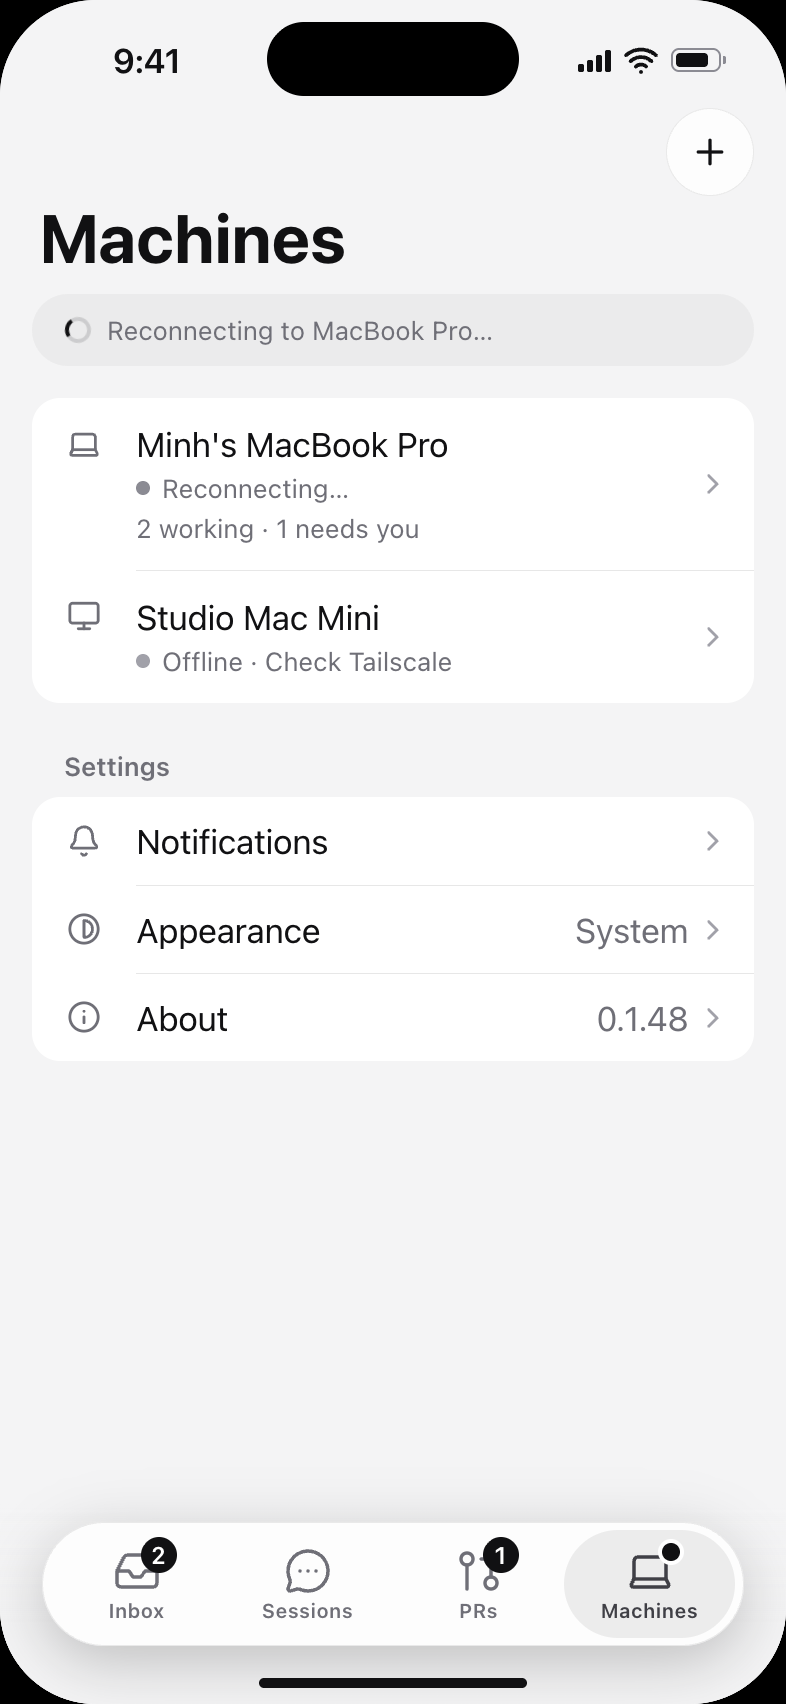 9:41
Machines
Reconnecting to MacBook Pro...
Minh's MacBook Pro
Reconnecting...
2 working · 1 needs you
Studio Mac Mini
Offline · Check Tailscale
Settings
Notifications
Appearance System
About 0.1.48
2 1
Inbox Sessions PRs Machines